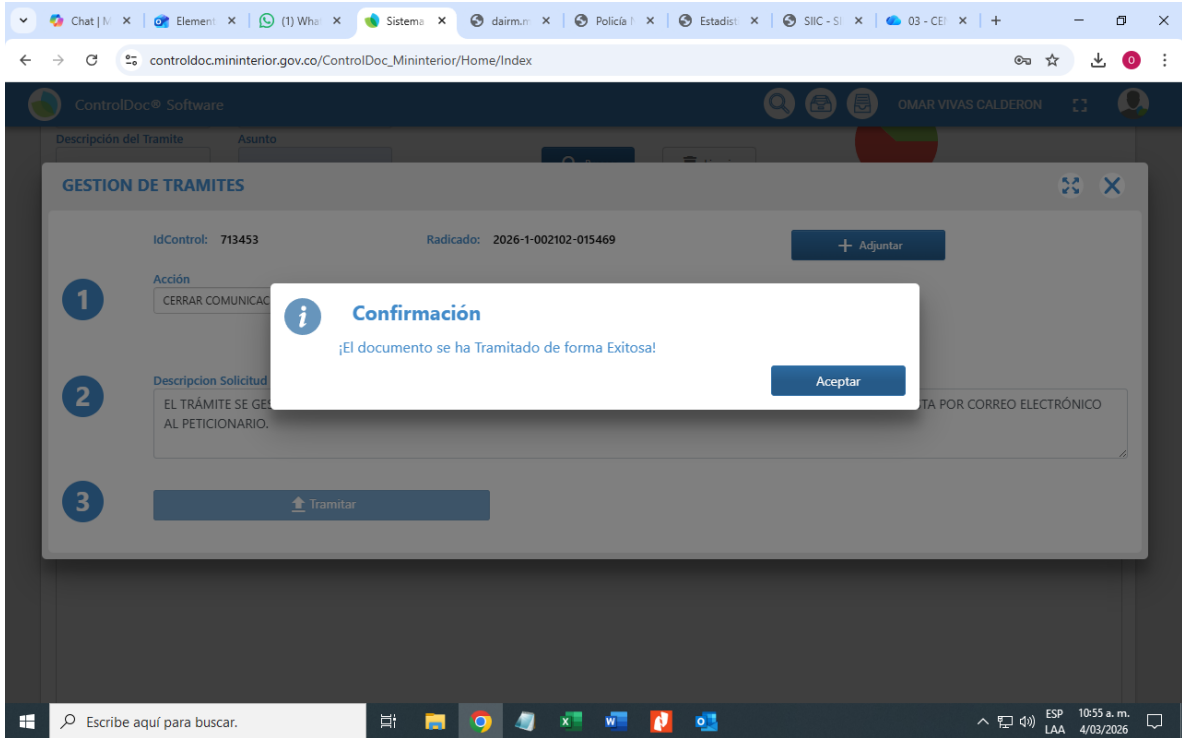 Chat | M
Element
(1) Wha
Sistema
dairm.m
Policía N
Estadíst
SIIC - SI
03 - CEN
controldoc.mininterior.gov.co/ControlDoc_Mininterior/Home/Index
O
ControlDoc® Software
OMAR VIVAS CALDERON
Descripción del Tramite
Asunto
GESTION DE TRAMITES
IdControl: 713453
Radicado: 2026-1-002102-015469
Adjuntar
1
Acción
CERRAR COMUNICAC
Confirmación
¡El documento se ha Tramitado de forma Exitosa!
Aceptar
2
Descripcion Solicitud
EL TRÁMITE SE GES
TA POR CORREO ELECTRÓNICO
AL PETICIONARIO.
3
Tramitar
Escribe aquí para buscar.
ESP
LAA
10:55 a. m.
4/03/2026